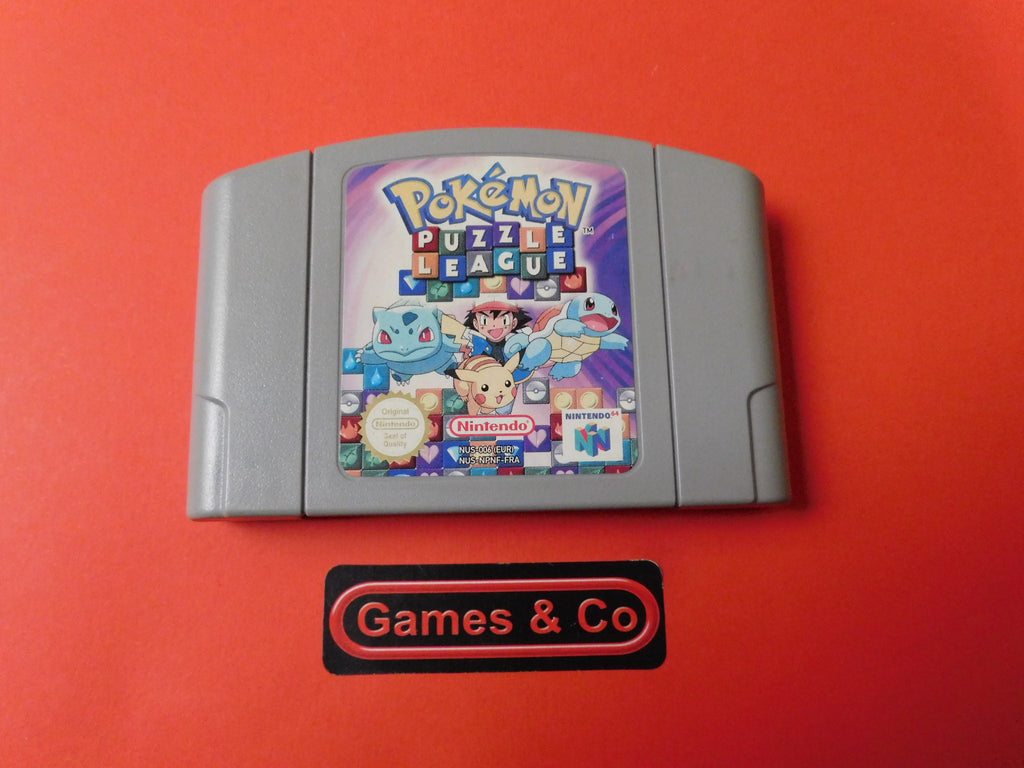 POKéMON
PUZZLE
LEAGUE
TM
Original
Nintendo
Seal of
Quality
Nintendo
NUS-006 (EUR)
NUS-NPNF-FRA
NINTENDO 64
Games & Co